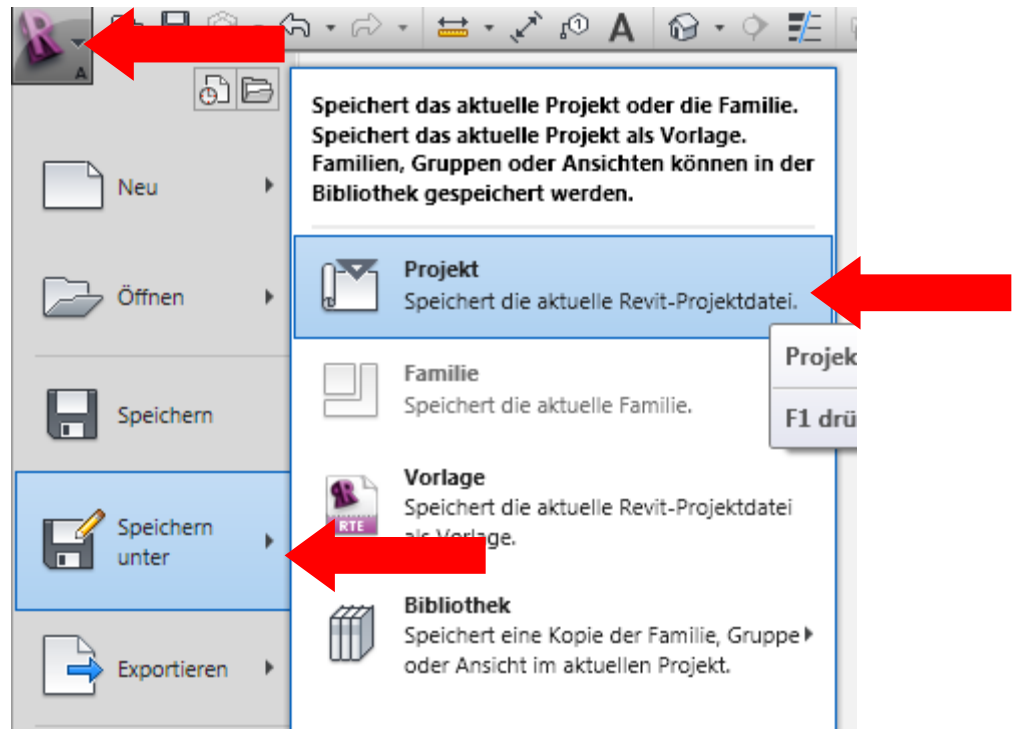 A
A
Speichert das aktuelle Projekt oder die Familie.
Speichert das aktuelle Projekt als Vorlage.
Familien, Gruppen oder Ansichten können in der
Bibliothek gespeichert werden.
Neu
Öffnen
Speichern
Speichern
unter
Exportieren
Projekt
Speichert die aktuelle Revit-Projektdatei.
Projek
F1 drü
Familie
Speichert die aktuelle Familie.
Vorlage
Speichert die aktuelle Revit-Projektdatei
als Vorlage.
RTE
Bibliothek
Speichert eine Kopie der Familie, Gruppe
oder Ansicht im aktuellen Projekt.